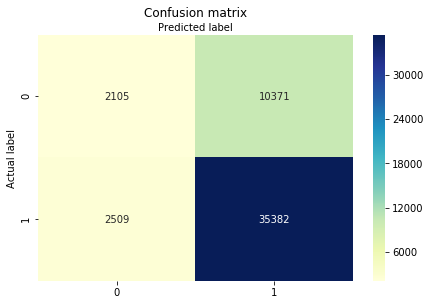 Confusion matrix
Predicted label
0 2105 10371
1 2509 35382
Actual label
0 1
30000
24000
18000
12000
6000